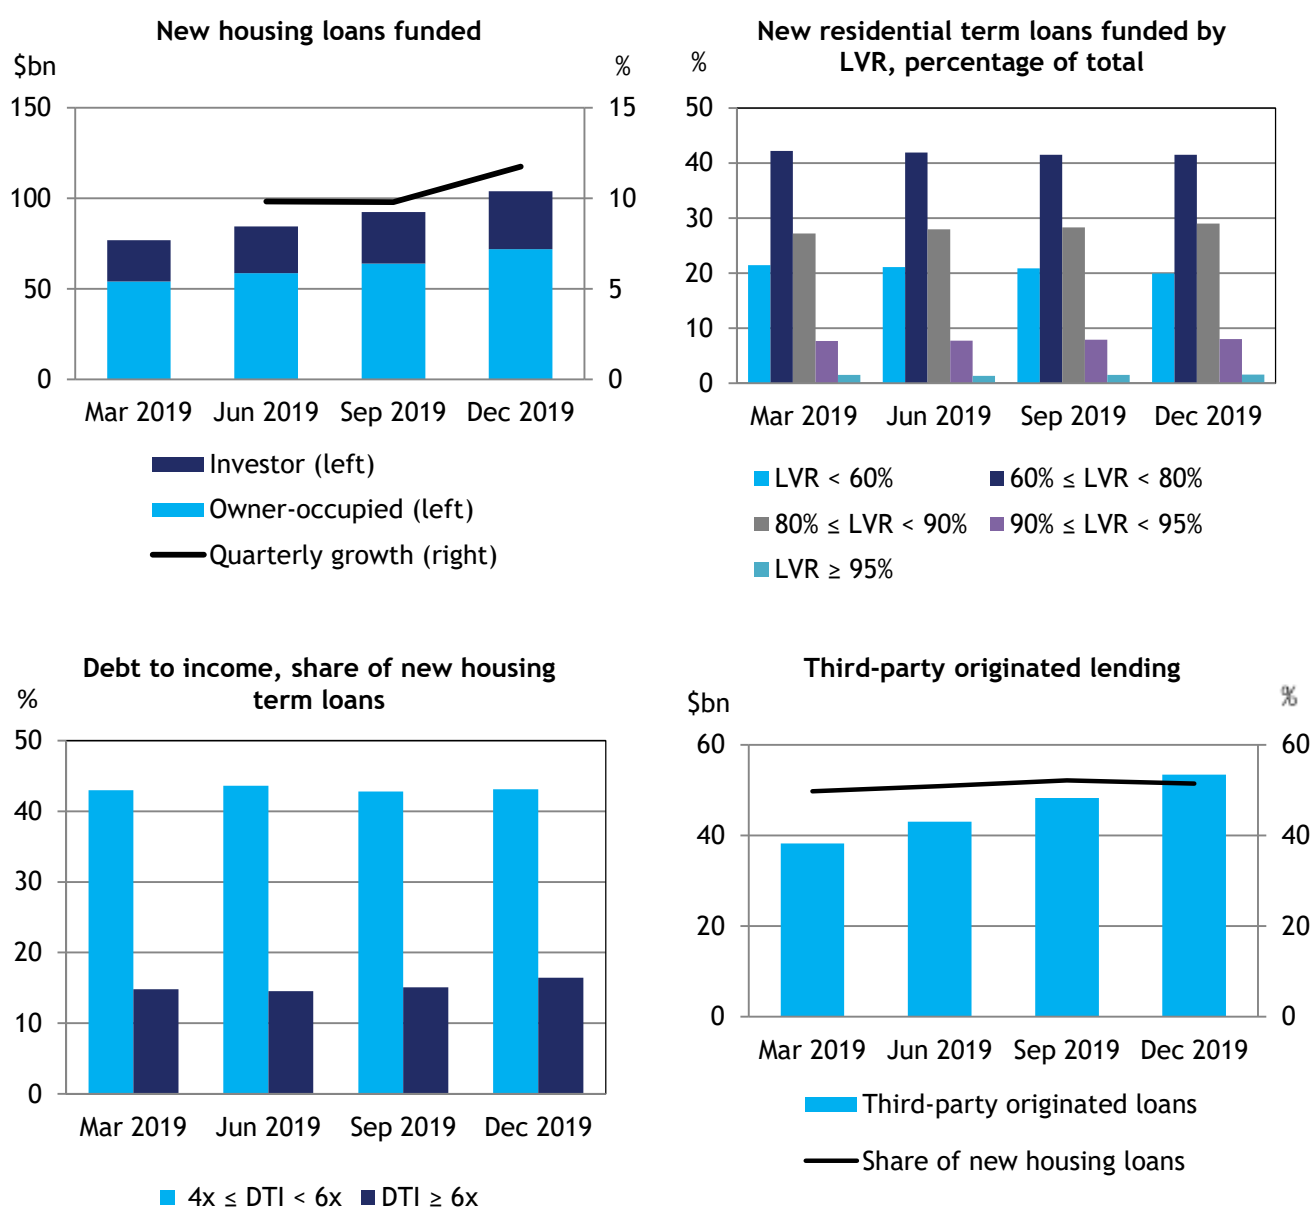 New housing loans funded
$bn
%
150
100
50
0
15
10
5
0
Mar 2019 Jun 2019 Sep 2019 Dec 2019
Investor (left)
Owner-occupied (left)
Quarterly growth (right)
New residential term loans funded by
LVR, percentage of total
%
50
40
30
20
10
0
Mar 2019 Jun 2019 Sep 2019 Dec 2019
LVR < 60% 60% ≤ LVR < 80%
80% ≤ LVR < 90% 90% ≤ LVR < 95%
LVR ≥ 95%
Debt to income, share of new housing
term loans
%
50
40
30
20
10
0
Mar 2019 Jun 2019 Sep 2019 Dec 2019
4x ≤ DTI < 6x DTI ≥ 6x
Third-party originated lending
$bn
%
60
40
20
0
60
40
20
0
Mar 2019 Jun 2019 Sep 2019 Dec 2019
Third-party originated loans
Share of new housing loans